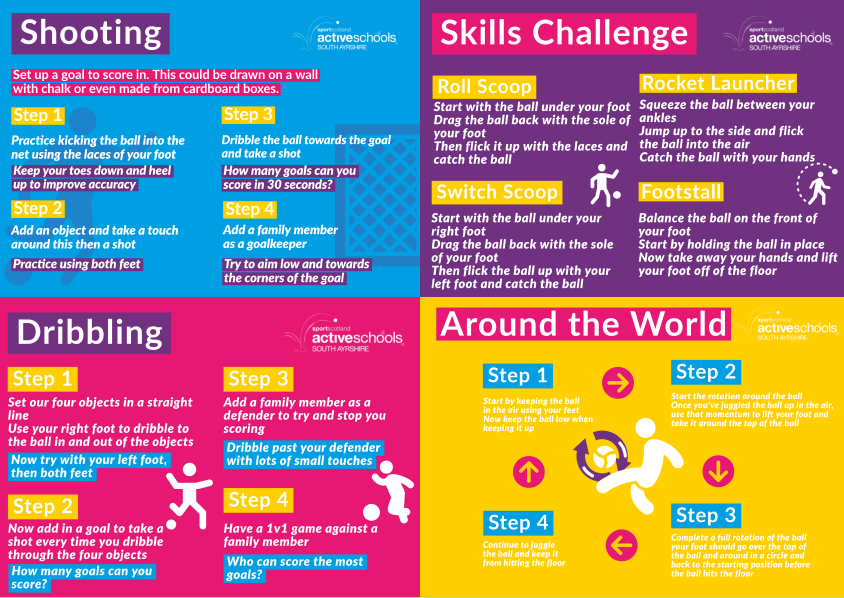 Shooting
sportscotland
activeschools
SOUTH AYRSHIRE
Set up a goal to score in. This could be drawn on a wall
with chalk or even made from cardboard boxes.
Step 1
Practice kicking the ball into the
net using the laces of your foot
Keep your toes down and heel
up to improve accuracy
Step 2
Add an object and take a touch
around this then a shot
Practice using both feet
Step 3
Dribble the ball towards the goal
and take a shot
How many goals can you
score in 30 seconds?
Step 4
Add a family member
as a goalkeeper
Try to aim low and towards
the corners of the goal
Skills Challenge
sportscotland
activeschools
SOUTH AYRSHIRE
Roll Scoop
Start with the ball under your foot
Drag the ball back with the sole of
your foot
Then flick it up with the laces and
catch the ball
Rocket Launcher
Squeeze the ball between your
ankles
Jump up to the side and flick
the ball into the air
Catch the ball with your hands
Switch Scoop
Start with the ball under your
right foot
Drag the ball back with the sole
of your foot
Then flick the ball up with your
left foot and catch the ball
Footstall
Balance the ball on the front of
your foot
Start by holding the ball in place
Now take away your hands and lift
your foot off of the floor
Dribbling
sportscotland
activeschools
SOUTH AYRSHIRE
Step 1
Set our four objects in a straight
line
Use your right foot to dribble to
the ball in and out of the objects
Now try with your left foot,
then both feet
Step 2
Now add in a goal to take a
shot every time you dribble
through the four objects
How many goals can you
score?
Step 3
Add a family member as a
defender to try and stop you
scoring
Dribble past your defender
with lots of small touches
Step 4
Have a 1v1 game against a
family member
Who can score the most
goals?
Around the World
sportscotland
activeschools
SOUTH AYRSHIRE
Step 1
Start by keeping the ball
in the air using your feet
Now keep the ball low when
keeping it up
Step 2
Start the rotation around the ball
Once you've juggled the ball up in the air,
use that momentum to lift your foot and
take it around the top of the ball
Step 3
Complete a full rotation of the ball
your foot should go over the top of
the ball and around in a circle and
back to the starting position before
the ball hits the floor
Step 4
Continue to juggle
the ball and keep it
from hitting the floor